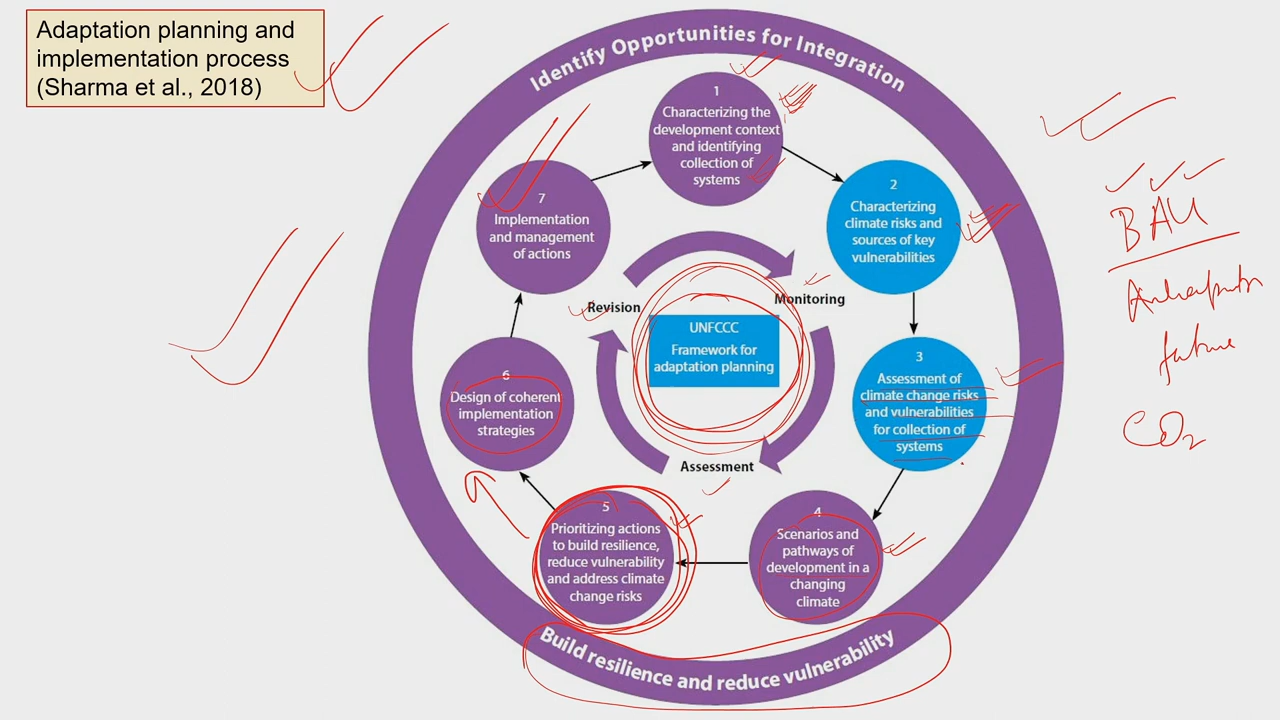 Adaptation planning and
implementation process
(Sharma et al., 2018)
Identify Opportunities for Integration
1
Characterizing the
development context
and identifying
collection of
systems
2
Characterizing
climate risks and
sources of key
vulnerabilities
3
Assessment of
climate change risks
and vulnerabilities
for collection of
systems
4
Scenarios and
pathways of
development in a
changing
climate
5
Prioritizing actions
to build resilience,
reduce vulnerability
and address climate
change risks
6
Design of coherent
implementation
strategies
7
Implementation
and management
of actions
Revision
Monitoring
Assessment
UNFCCC
Framework for
adaptation planning
Build resilience and reduce vulnerability
BAU
future
CO2